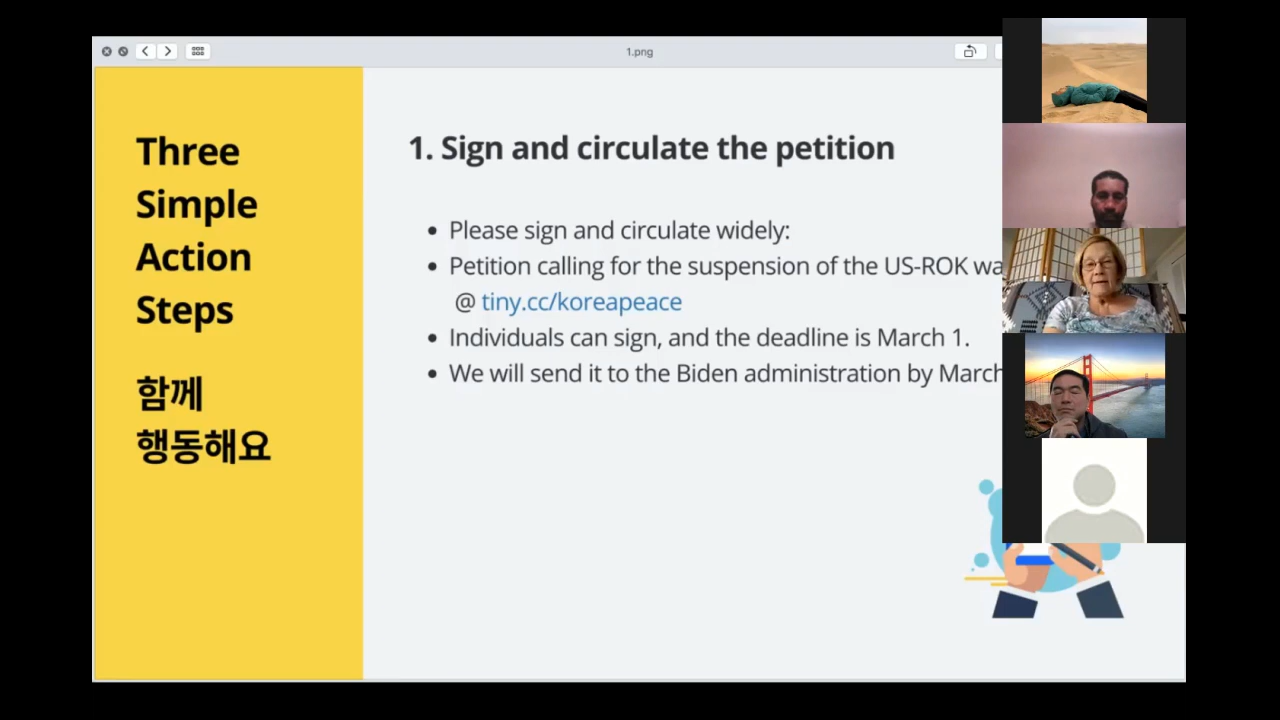 1.png
Three
Simple
Action
Steps
함께
행동해요
1. Sign and circulate the petition
Please sign and circulate widely:
Petition calling for the suspension of the US-ROK wa
@ tiny.cc/koreapeace
Individuals can sign, and the deadline is March 1.
We will send it to the Biden administration by March